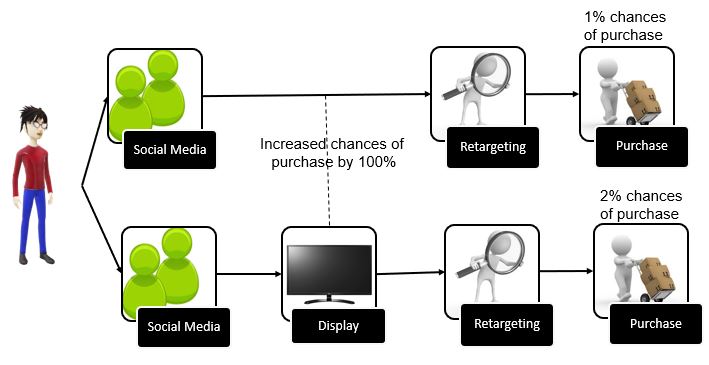 1% chances
of purchase
Social Media
Retargeting
Purchase
Increased chances of
purchase by 100%
2% chances
of purchase
Social Media
Display
Retargeting
Purchase